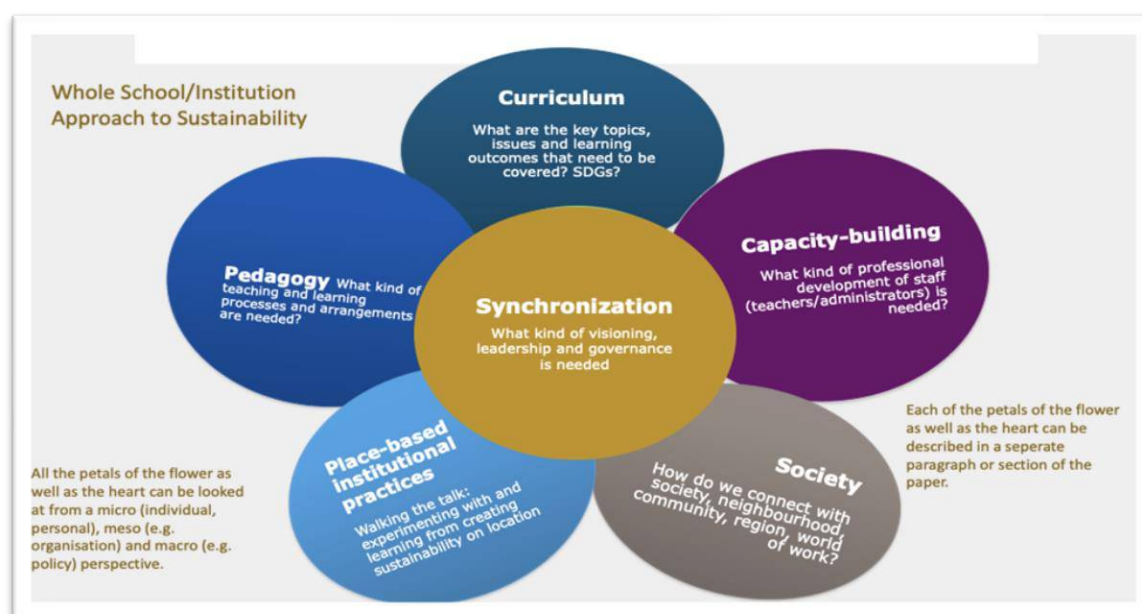 Whole School/Institution
Approach to Sustainability
Curriculum
What are the key topics,
issues and learning
outcomes that need to be
covered? SDGs?
Pedagogy What kind of
teaching and learning
processes and arrangements
are needed?
Capacity-building
What kind of professional
development of staff
(teachers/administrators) is
needed?
Synchronization
What kind of visioning,
leadership and governance
is needed
Place-based
institutional
practices
Walking the talk:
experimenting with and
learning from creating
sustainability on location
Society
How do we connect with
society, neighbourhood,
community, region, world
of work?
All the petals of the flower as
well as the heart can be looked
at from a micro (individual,
personal), meso (e.g.
organisation) and macro (e.g.
policy) perspective.
Each of the petals of the flower
as well as the heart can be
described in a seperate
paragraph or section of the
paper.